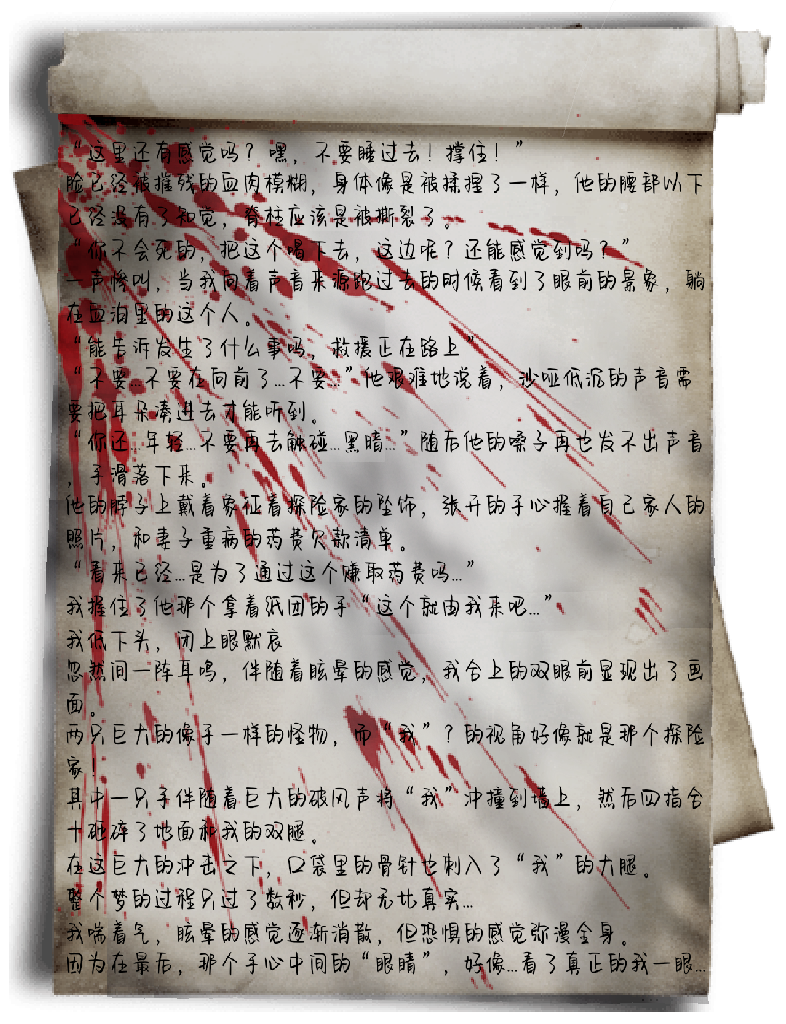 “这里还有感觉吗？嘿，不要睡过去！撑住！”
脸已经被摧残的血肉模糊，身体像是被揉捏了一样，他的腰部以下
已经没有了知觉，脊柱应该是被撕裂了。
“你不会死的，把这个喝下去，这边呢？还能感觉到吗？”
一声惨叫，当我向着声音来源跑过去的时候看到了眼前的景象，躺
在血泊里的这个人。
“能告诉发生了什么事吗，救援正在路上”
“不要…不要在向前了…不要…”他艰难地说着，沙哑低沉的声音需
要把耳朵凑进去才能听到。
“你还…年轻…不要再去触碰…黑暗…”随后他的嗓子再也发不出声音
，手滑落下来。
他的脖子上戴着象征着探险家的坠饰，张开的手心握着自己家人的
照片，和妻子重病的药费欠款清单。
“看来已经…是为了通过这个赚取药费吗…”
我握住了他那个拿着纸团的手“这个就由我来吧…”
我低下头，闭上眼默哀
忽然间一阵耳鸣，伴随着眩晕的感觉，我合上的双眼前显现出了画
面。
两只巨大的像手一样的怪物，而“我”？的视角好像就是那个探险
家
其中一只手伴随着巨大的破风声将“我”冲撞到墙上，然后四指合
十砸碎了地面和我的双腿。
在这巨大的冲击之下，口袋里的骨针也刺入了“我”的大腿。
整个梦的过程只过了数秒，但却无比真实…
我喘着气，眩晕的感觉逐渐消散，但恐惧的感觉弥漫全身。
因为在最后，那个手心中间的“眼睛”，好像…看了真正的我一眼…